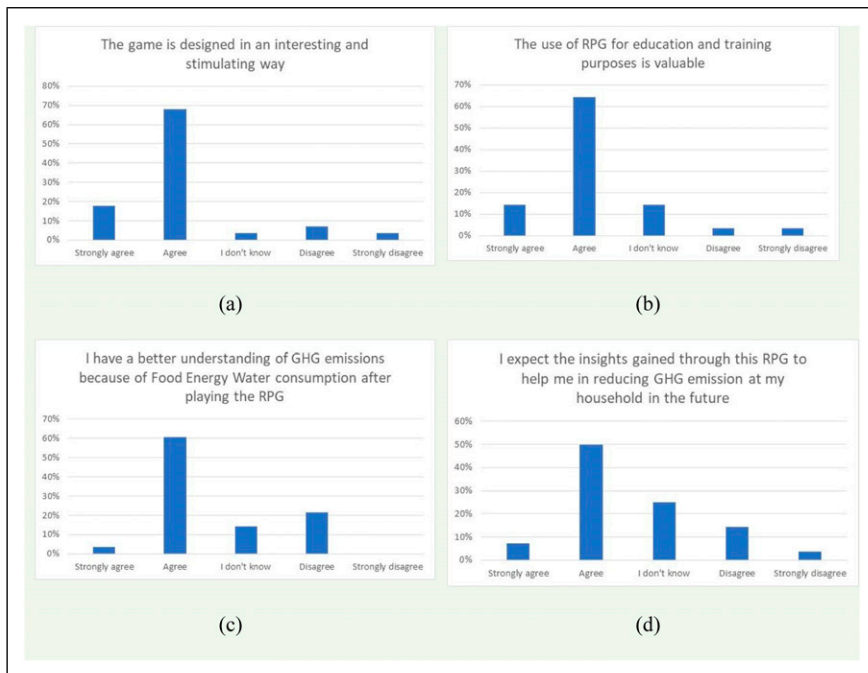 The game is designed in an interesting and
stimulating way
80%
70%
60%
50%
40%
30%
20%
10%
0%
Strongly agree Agree I don't know Disagree Strongly disagree
(a)
The use of RPG for education and training
purposes is valuable
70%
60%
50%
40%
30%
20%
10%
0%
Strongly agree Agree I don't know Disagree Strongly disagree
(b)
I have a better understanding of GHG emissions
because of Food Energy Water consumption after
playing the RPG
70%
60%
50%
40%
30%
20%
10%
0%
Strongly agree Agree I don't know Disagree Strongly disagree
(c)
I expect the insights gained through this RPG to
help me in reducing GHG emission at my
household in the future
60%
50%
40%
30%
20%
10%
0%
Strongly agree Agree I don't know Disagree Strongly disagree
(d)